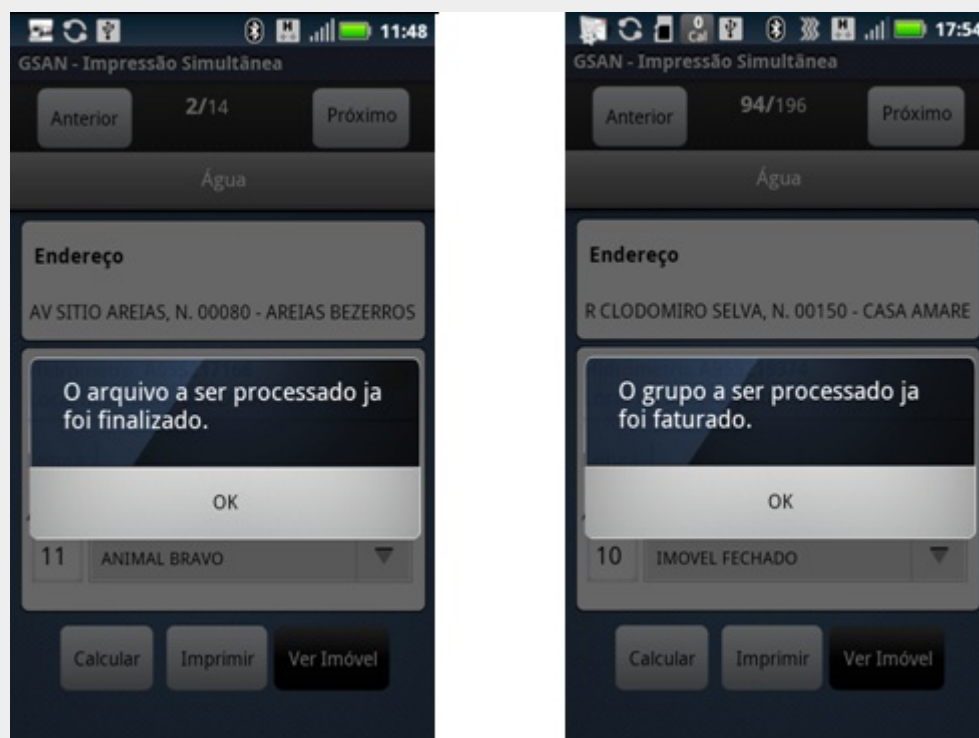 11:48
GSAN - Impressão Simultânea
Anterior
2/14
Próximo
Água
Endereço
AV SITIO AREIAS, N. 00080 - AREIAS BEZERROS
O arquivo a ser processado ja
foi finalizado.
OK
11
ANIMAL BRAVO
Calcular
Imprimir
Ver Imóvel
0
Cal
17:54
GSAN - Impressão Simultânea
Anterior
94/196
Próximo
Água
Endereço
R CLODOMIRO SELVA, N. 00150 - CASA AMARE
O grupo a ser processado ja
foi faturado.
OK
10
IMOVEL FECHADO
Calcular
Imprimir
Ver Imóvel